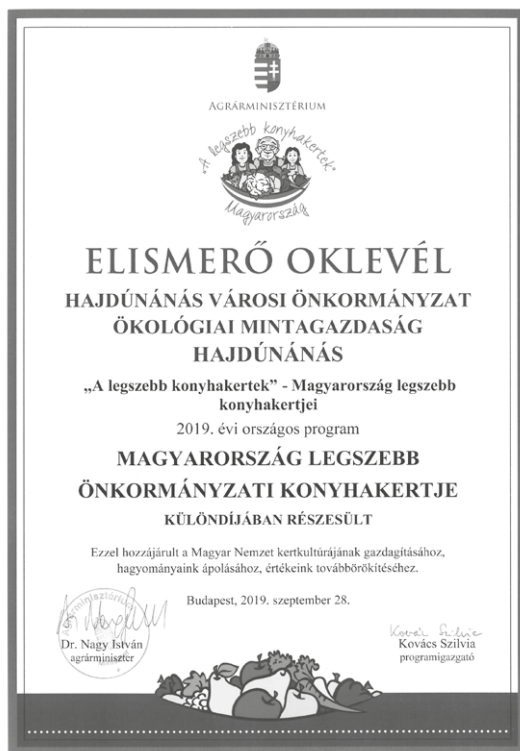 AGRÁRMINISZTÉRIUM
„A legszebb konyhakertek”
Magyarország
ELISMERŐ OKLEVÉL
HAJDÚNÁNÁS VÁROSI ÖNKORMÁNYZAT
ÖKOLÓGIAI MINTAGAZDASÁG
HAJDÚNÁNÁS
„A legszebb konyhakertek” - Magyarország legszebb
konyhakertjei
2019. évi országos program
MAGYARORSZÁG LEGSZEBB
ÖNKORMÁNYZATI KONYHAKERTJE
KÜLÖNDÍJÁBAN RÉSZESÜLT
Ezzel hozzájárult a Magyar Nemzet kertkultúrájának gazdagításához,
hagyományaink ápolásához, értékeink továbbörökítéséhez.
Budapest, 2019. szeptember 28.
Agrárminisztérium
Kovács Szilvia
Dr. Nagy István
agrárminiszter
Kovács Szilvia
programigazgató